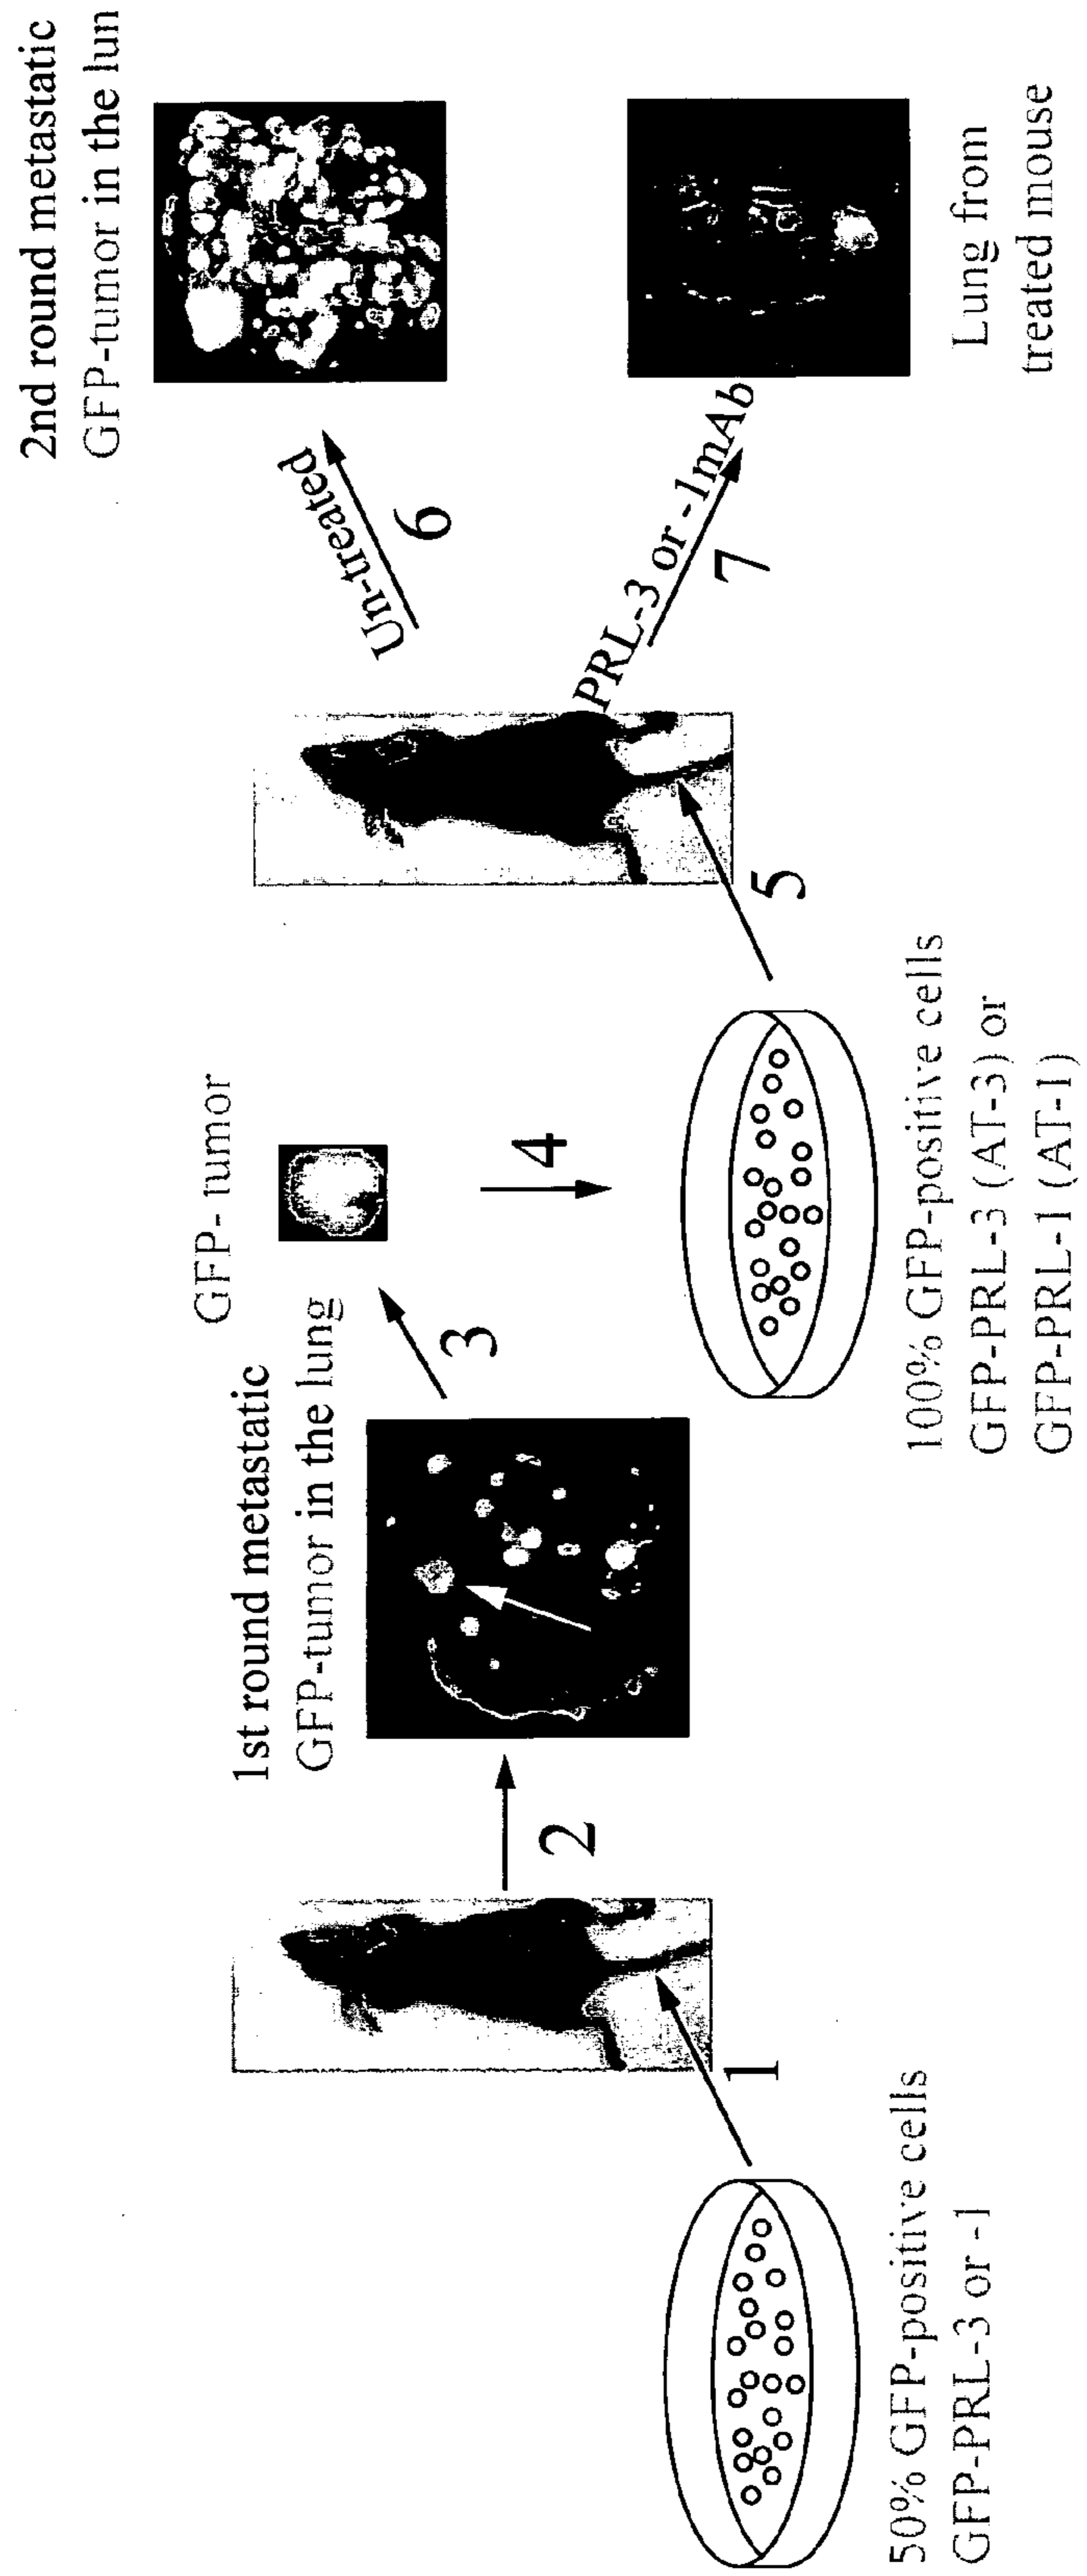 50% GFP-positive cells
GFP-PRL-3 or -1
1
2
1st round metastatic
GFP-tumor in the lung
3
GFP- tumor
4
100% GFP-positive cells
GFP-PRL-3 (AT-3) or
GFP-PRL-1 (AT-1)
5
Un-treated
6
2nd round metastatic
GFP-tumor in the lun
PRL-3 or -1mAb
7
Lung from
treated mouse